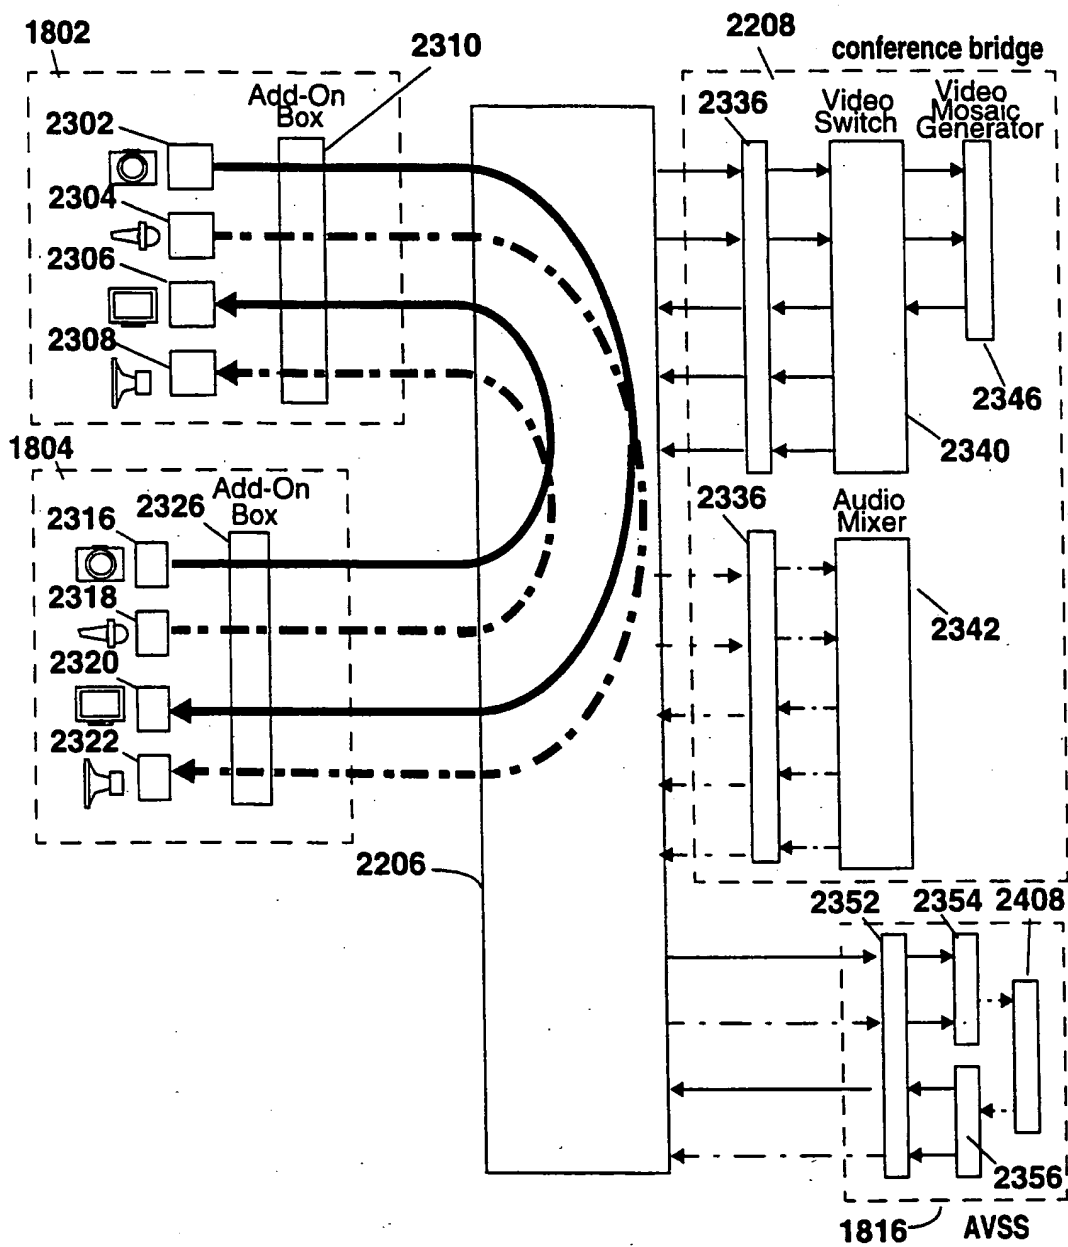 1802
2310
2208
conference bridge
Add-On
Box
2336
Video
Switch
Video
Mosaic
Generator
2302
2304
2306
2308
2346
2340
1804
2326
Add-On
Box
2336
Audio
Mixer
2316
2318
2342
2320
2322
2206
2352
2354
2408
2356
1816
AVSS